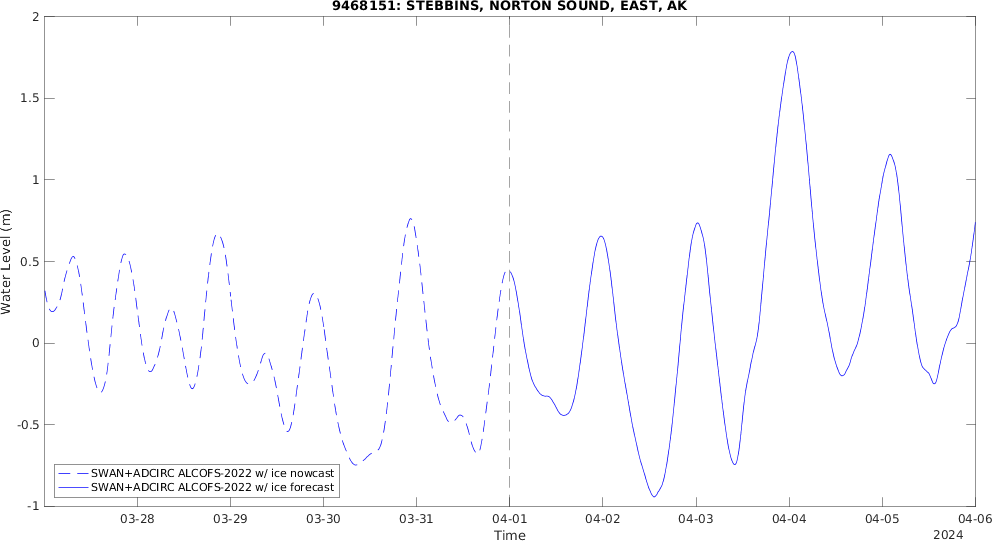 9468151: STEBBINS, NORTON SOUND, EAST, AK
2
1.5
1
0.5
0
-0.5
-1
Water Level (m)
SWAN+ADCIRC ALCOFS-2022 w/ ice nowcast
SWAN+ADCIRC ALCOFS-2022 w/ ice forecast
03-28 03-29 03-30 03-31 04-01 04-02 04-03 04-04 04-05 04-06
Time
2024